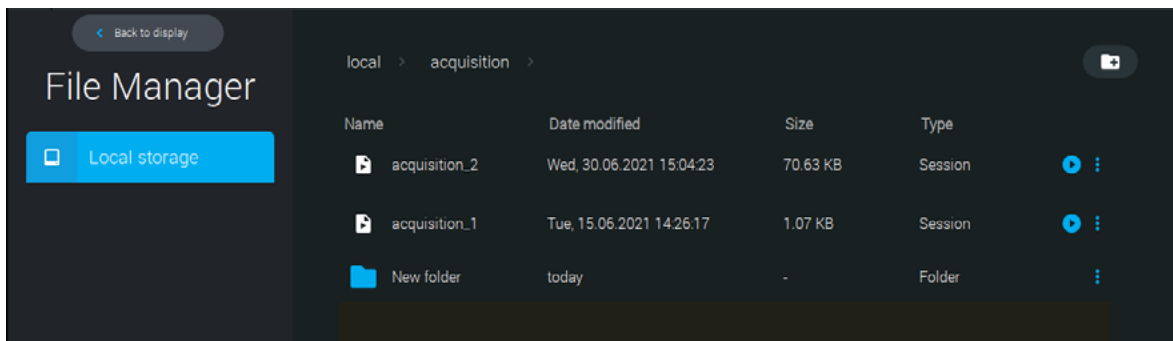 Back to display
File Manager
Local storage
local > acquisition >
Name Date modified Size Type
acquisition_2 Wed, 30.06.2021 15:04:23 70.63 KB Session
acquisition_1 Tue, 15.06.2021 14:26:17 1.07 KB Session
New folder today - Folder